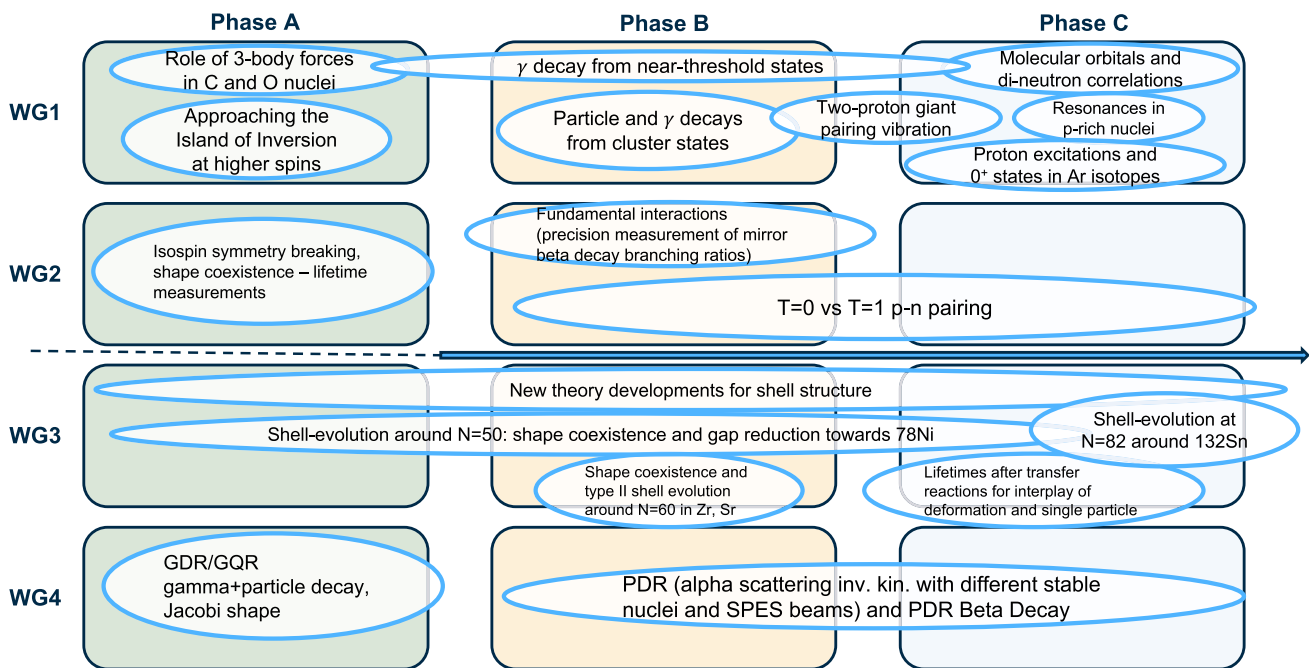 Phase A
Phase B
Phase C
WG1
Role of 3-body forces
in C and O nuclei
γ decay from near-threshold states
Molecular orbitals and
di-neutron correlations
Approaching the
Island of Inversion
at higher spins
Particle and γ decays
from cluster states
Two-proton giant
pairing vibration
Resonances in
p-rich nuclei
Proton excitations and
0⁺ states in Ar isotopes
WG2
Isospin symmetry breaking,
shape coexistence – lifetime
measurements
Fundamental interactions
(precision measurement of mirror
beta decay branching ratios)
T=0 vs T=1 p-n pairing
WG3
New theory developments for shell structure
Shell-evolution around N=50: shape coexistence and gap reduction towards 78Ni
Shell-evolution at
N=82 around 132Sn
Shape coexistence and
type II shell evolution
around N=60 in Zr, Sr
Lifetimes after transfer
reactions for interplay of
deformation and single particle
WG4
GDR/GQR
gamma+particle decay,
Jacobi shape
PDR (alpha scattering inv. kin. with different stable
nuclei and SPES beams) and PDR Beta Decay